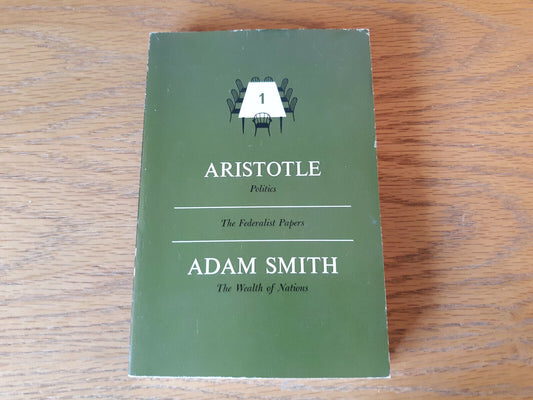 1
ARISTOTLE
Politics
The Federalist Papers
ADAM SMITH
The Wealth of Nations